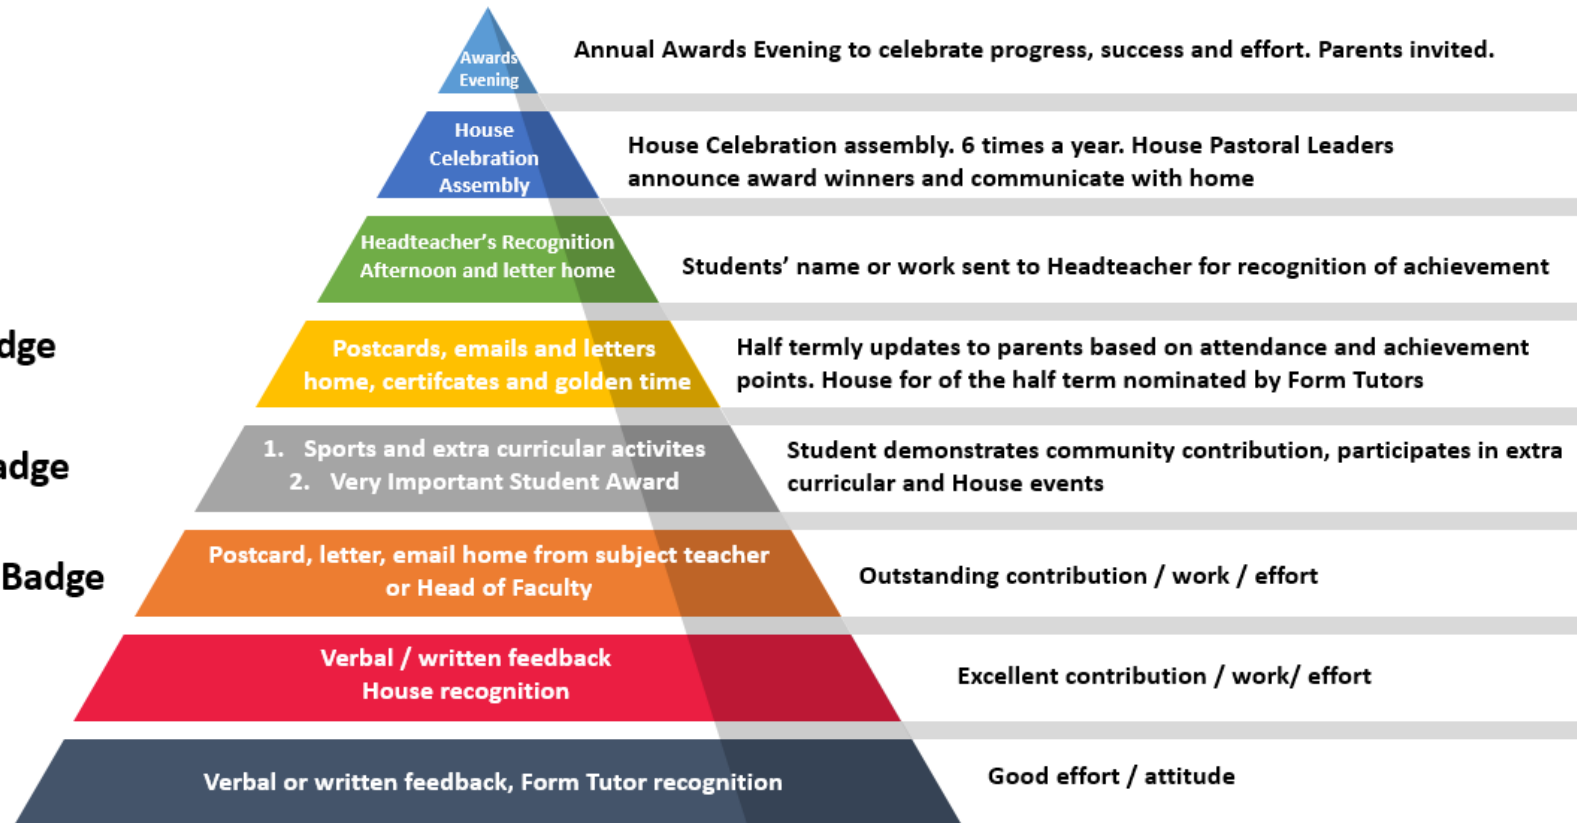 Awards
Evening
Annual Awards Evening to celebrate progress, success and effort. Parents invited.
House
Celebration
Assembly
House Celebration assembly. 6 times a year. House Pastoral Leaders
announce award winners and communicate with home
Headteacher's Recognition
Afternoon and letter home
Students' name or work sent to Headteacher for recognition of achievement
Postcards, emails and letters
home, certifcates and golden time
Half termly updates to parents based on attendance and achievement
points. House for of the half term nominated by Form Tutors
1. Sports and extra curricular activites
2. Very Important Student Award
Student demonstrates community contribution, participates in extra
curricular and House events
Badge
Postcard, letter, email home from subject teacher
or Head of Faculty
Outstanding contribution / work / effort
Verbal / written feedback
House recognition
Excellent contribution / work/ effort
Verbal or written feedback, Form Tutor recognition
Good effort / attitude